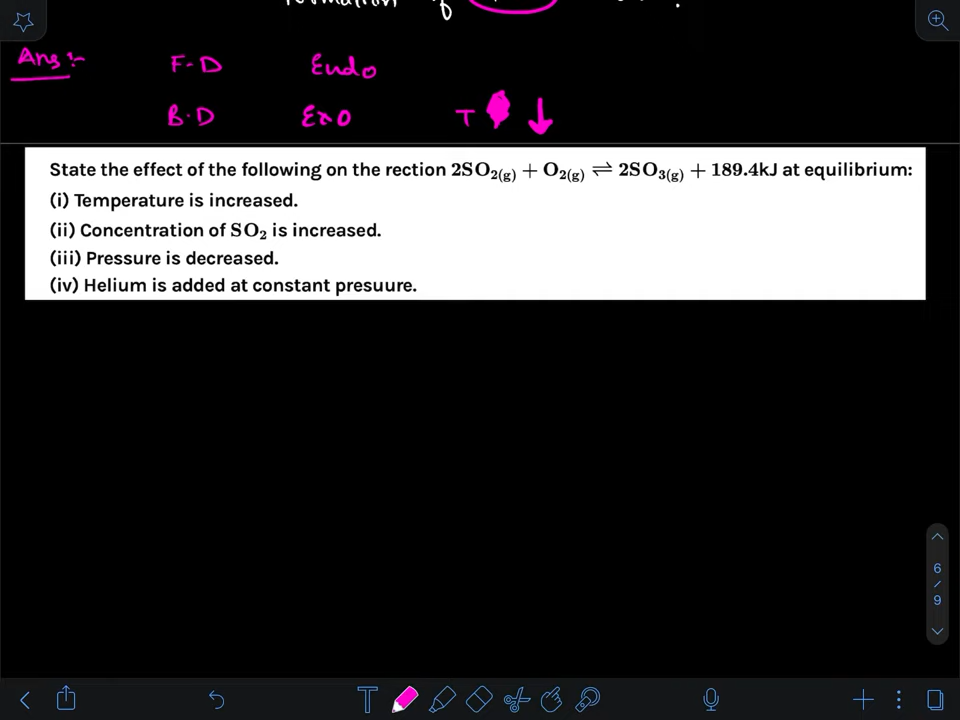 formation of
Ans :-
F-D Endo
B.D Exo T ↓
State the effect of the following on the rection 2SO₂(g) + O₂(g) ⇌ 2SO₃(g) + 189.4kJ at equilibrium:
(i) Temperature is increased.
(ii) Concentration of SO₂ is increased.
(iii) Pressure is decreased.
(iv) Helium is added at constant presuure.
6
/
9
T